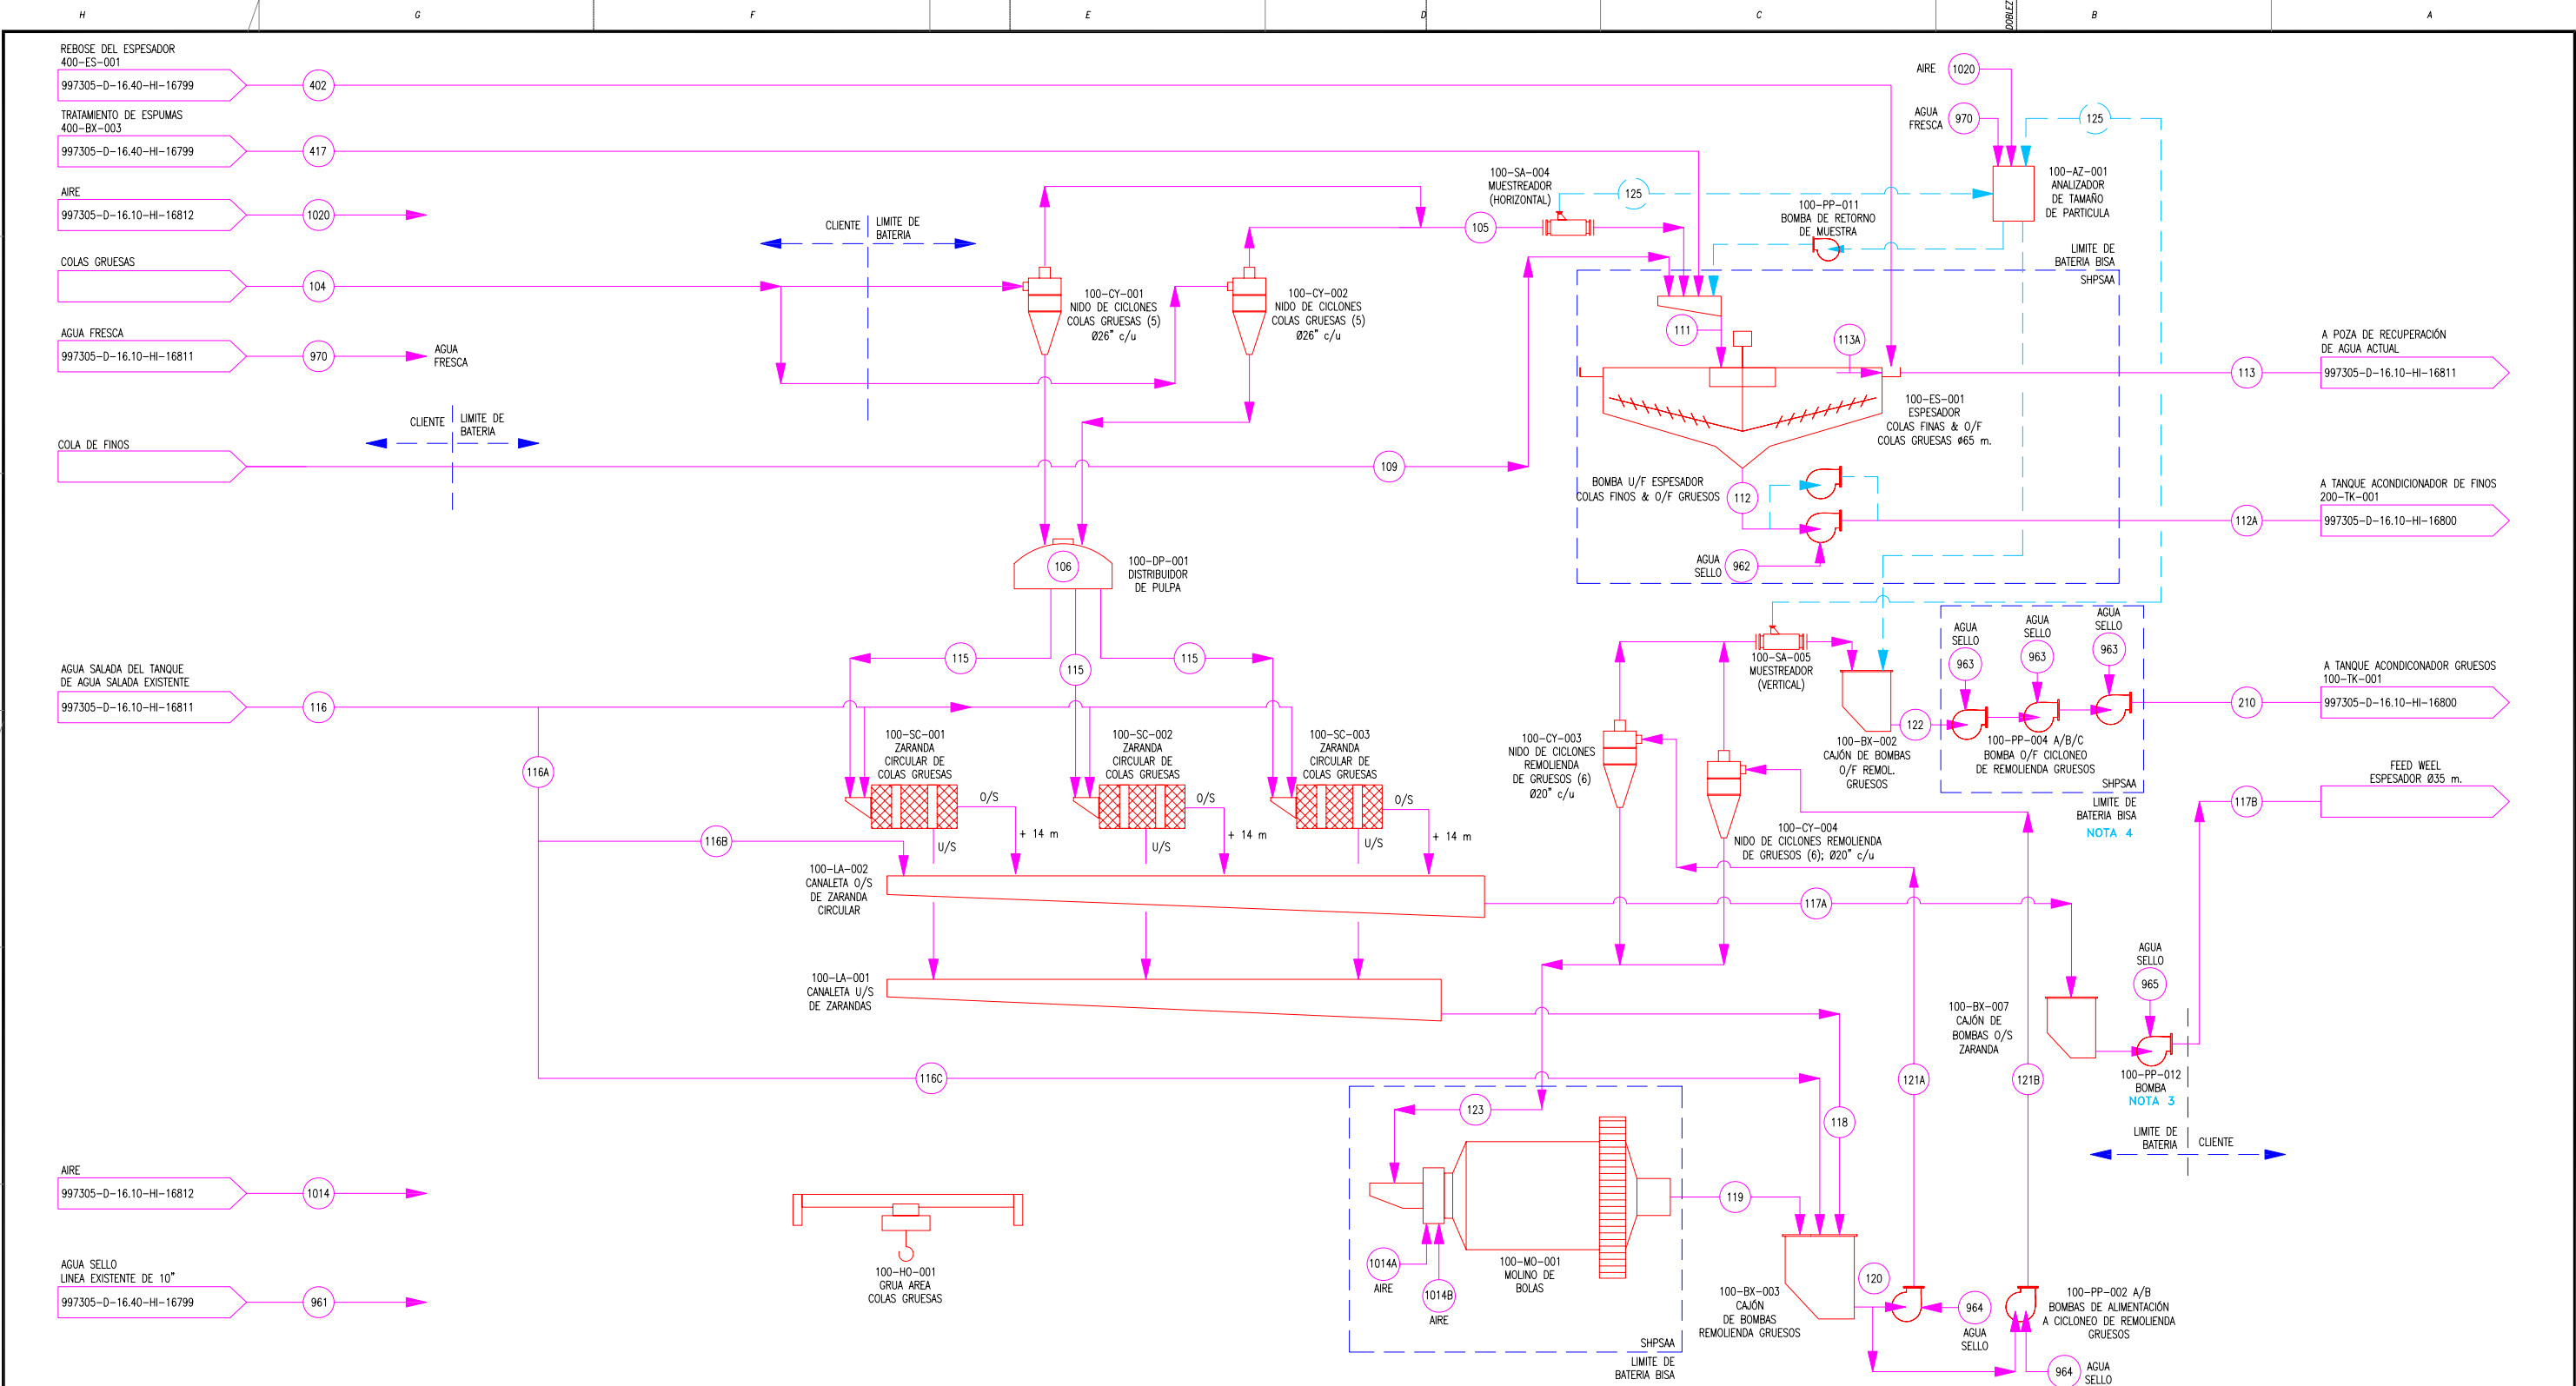 H
G
F
E
D
C
DOBLEZ
B
A
REBOSE DEL ESPESADOR
400-ES-001
997305-D-16.40-HI-16799
402
TRATAMIENTO DE ESPUMAS
400-BX-003
997305-D-16.40-HI-16799
417
AIRE
997305-D-16.10-HI-16812
1020
COLAS GRUESAS
104
AGUA FRESCA
997305-D-16.10-HI-16811
970
AGUA
FRESCA
COLA DE FINOS
CLIENTE
LIMITE DE
BATERIA
CLIENTE
LIMITE DE
BATERIA
109
100-CY-001
NIDO DE CICLONES
COLAS GRUESAS (5)
Ø26" c/u
100-CY-002
NIDO DE CICLONES
COLAS GRUESAS (5)
Ø26" c/u
105
100-SA-004
MUESTREADOR
(HORIZONTAL)
125
100-PP-011
BOMBA DE RETORNO
DE MUESTRA
AIRE
1020
AGUA
FRESCA
970
125
100-AZ-001
ANALIZADOR
DE TAMAÑO
DE PARTICULA
LIMITE DE
BATERIA BISA
SHPSAA
111
113A
100-ES-001
ESPESADOR
COLAS FINAS & O/F
COLAS GRUESAS Ø65 m.
BOMBA U/F ESPESADOR
COLAS FINOS & O/F GRUESOS
112
AGUA
SELLO
962
113
A POZA DE RECUPERACIÓN
DE AGUA ACTUAL
997305-D-16.10-HI-16811
112A
A TANQUE ACONDICIONADOR DE FINOS
200-TK-001
997305-D-16.10-HI-16800
106
100-DP-001
DISTRIBUIDOR
DE PULPA
115
115
115
AGUA SALADA DEL TANQUE
DE AGUA SALADA EXISTENTE
997305-D-16.10-HI-16811
116
116A
116B
116C
100-SC-001
ZARANDA
CIRCULAR DE
COLAS GRUESAS
100-SC-002
ZARANDA
CIRCULAR DE
COLAS GRUESAS
100-SC-003
ZARANDA
CIRCULAR DE
COLAS GRUESAS
O/S
+ 14 m
U/S
O/S
+ 14 m
U/S
O/S
+ 14 m
U/S
100-LA-002
CANALETA O/S
DE ZARANDA
CIRCULAR
100-LA-001
CANALETA U/S
DE ZARANDAS
100-SA-005
MUESTREADOR
(VERTICAL)
100-CY-003
NIDO DE CICLONES
REMOLIENDA
DE GRUESOS (6)
Ø20" c/u
100-CY-004
NIDO DE CICLONES REMOLIENDA
DE GRUESOS (6); Ø20" c/u
100-BX-002
CAJÓN DE BOMBAS
O/F REMOL.
GRUESOS
122
AGUA
SELLO
963
AGUA
SELLO
963
AGUA
SELLO
963
100-PP-004 A/B/C
BOMBA O/F CICLONEO
DE REMOLIENDA GRUESOS
SHPSAA
LIMITE DE
BATERIA BISA
NOTA 4
210
A TANQUE ACONDICONADOR GRUESOS
100-TK-001
997305-D-16.10-HI-16800
117B
FEED WEEL
ESPESADOR Ø35 m.
117A
100-BX-007
CAJÓN DE
BOMBAS O/S
ZARANDA
AGUA
SELLO
965
100-PP-012
BOMBA
NOTA 3
LIMITE DE
BATERIA
CLIENTE
121A
121B
118
123
119
100-MO-001
MOLINO DE
BOLAS
1014A
AIRE
1014B
AIRE
SHPSAA
LIMITE DE
BATERIA BISA
100-BX-003
CAJÓN
DE BOMBAS
REMOLIENDA GRUESOS
120
964
AGUA
SELLO
100-PP-002 A/B
BOMBAS DE ALIMENTACIÓN
A CICLONEO DE REMOLIENDA
GRUESOS
964
AGUA
SELLO
AIRE
997305-D-16.10-HI-16812
1014
AGUA SELLO
LINEA EXISTENTE DE 10"
997305-D-16.40-HI-16799
961
100-HO-001
GRUA AREA
COLAS GRUESAS